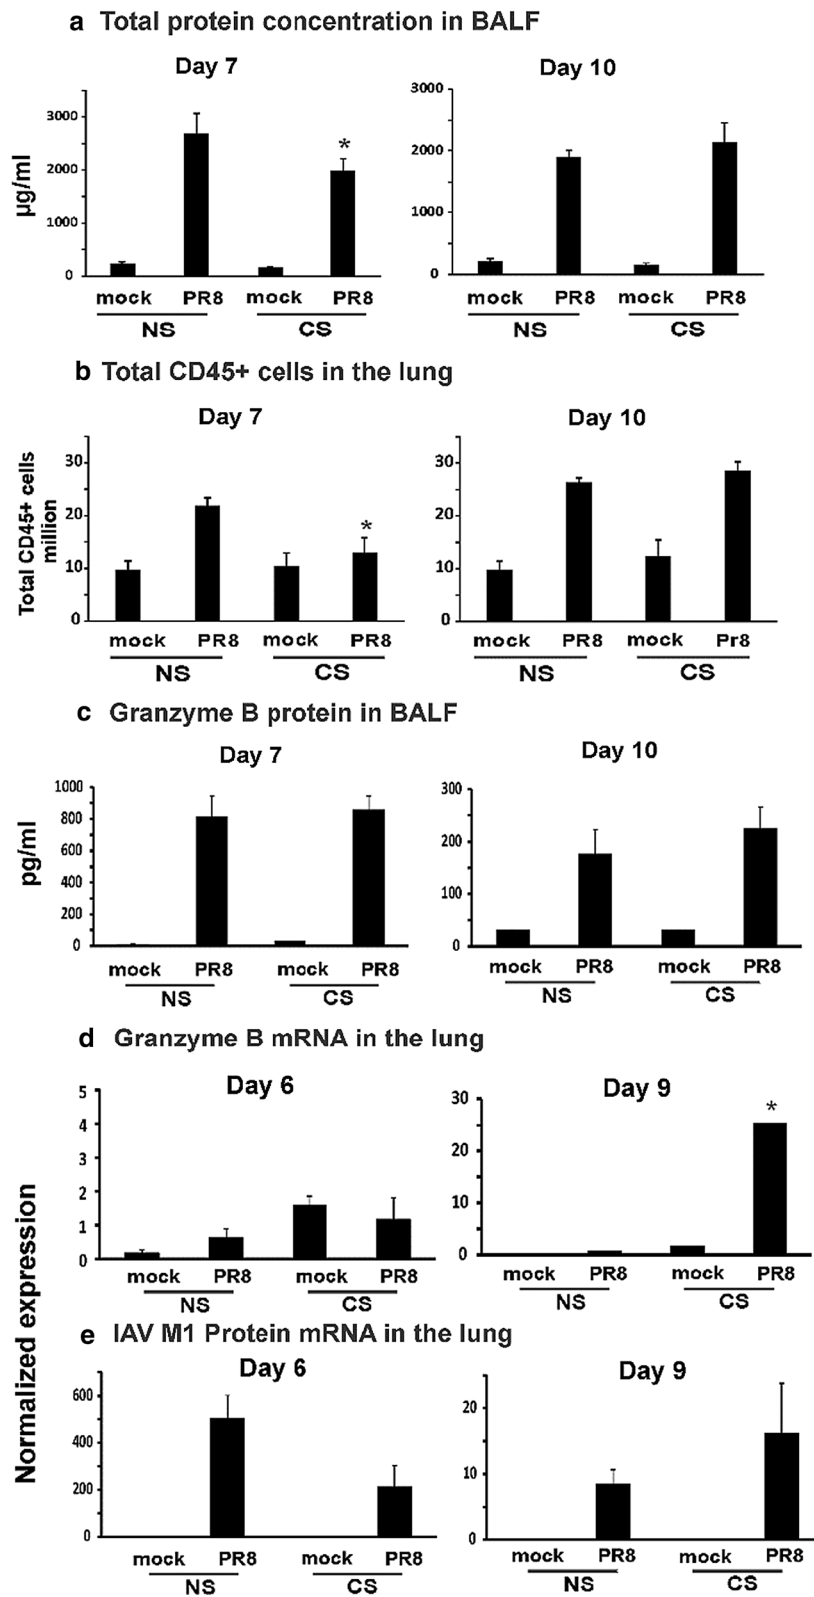 a Total protein concentration in BALF
Day 7
Day 10
µg/ml
3000
2000
1000
0
3000
2000
1000
0
*
mock PR8 mock PR8
NS CS
mock PR8 mock PR8
NS CS
b Total CD45+ cells in the lung
Day 7
Day 10
Total CD45+ cells
million
30
20
10
0
30
20
10
0
*
mock PR8 mock PR8
NS CS
mock PR8 mock Pr8
NS CS
c Granzyme B protein in BALF
Day 7
Day 10
pg/ml
1000
800
600
400
200
0
300
200
100
0
mock PR8 mock PR8
NS CS
mock PR8 mock PR8
NS CS
d Granzyme B mRNA in the lung
Day 6
Day 9
Normalized expression
5
4
3
2
1
0
30
20
10
0
*
mock PR8 mock PR8
NS CS
mock PR8 mock PR8
NS CS
e IAV M1 Protein mRNA in the lung
Day 6
Day 9
600
400
200
0
20
10
0
mock PR8 mock PR8
NS CS
mock PR8 mock PR8
NS CS